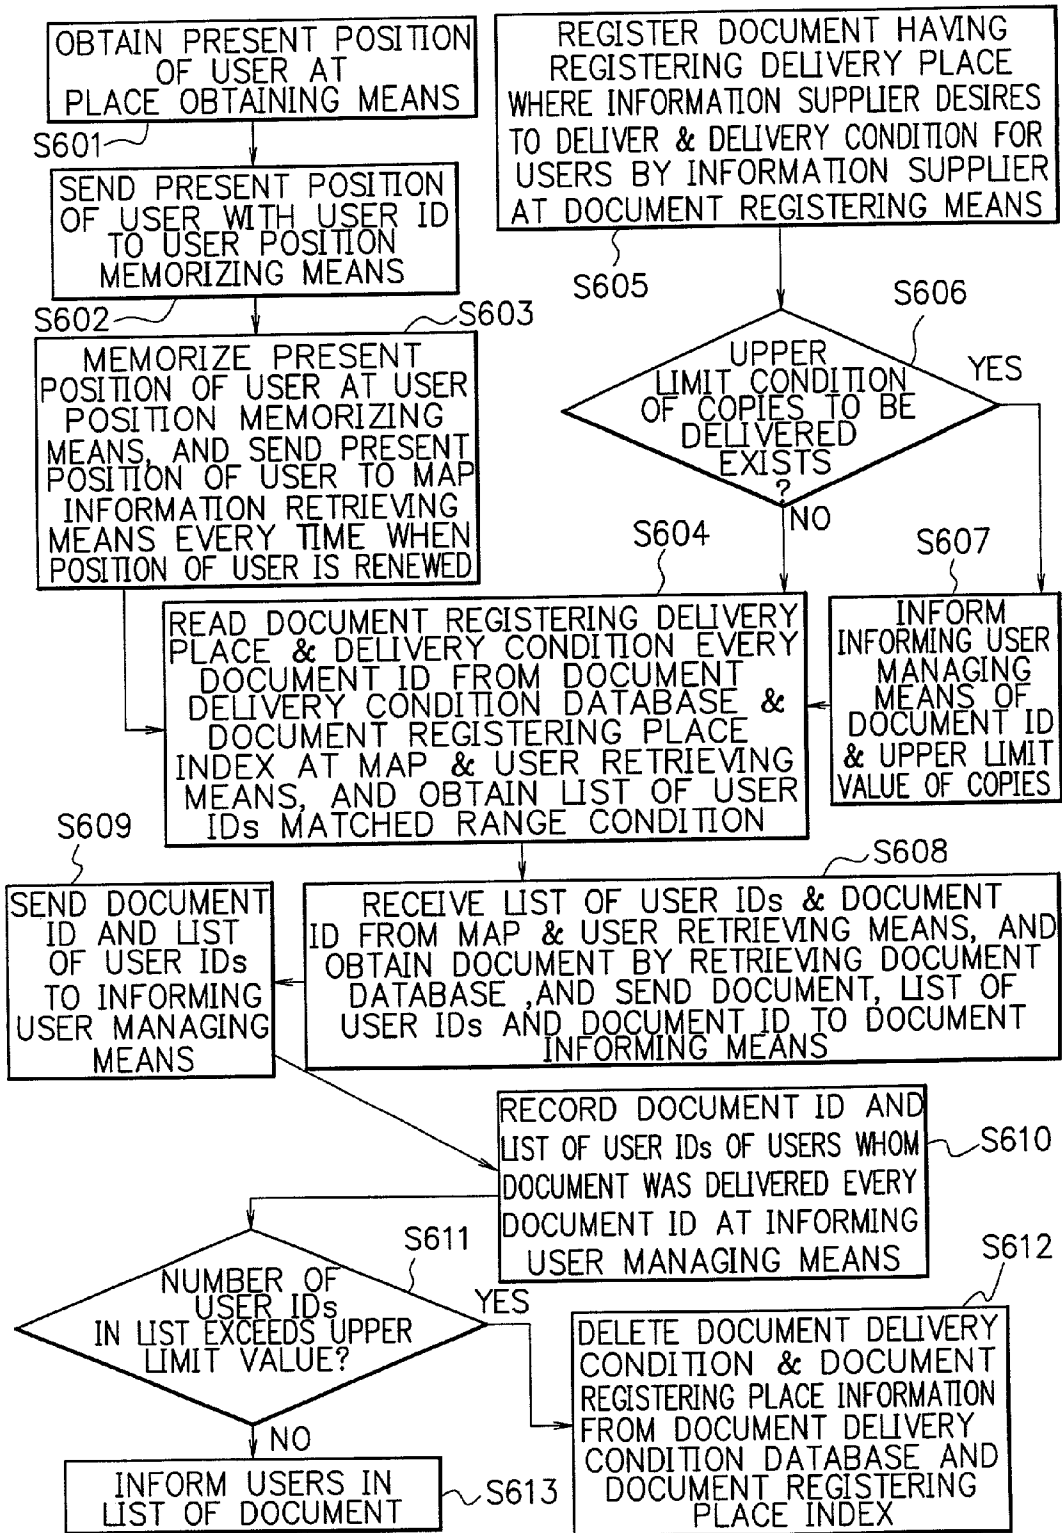 OBTAIN PRESENT POSITION
OF USER AT
PLACE OBTAINING MEANS
S601
SEND PRESENT POSITION
OF USER WITH USER ID
TO USER POSITION
MEMORIZING MEANS
S602
S603
MEMORIZE PRESENT
POSITION OF USER AT USER
POSITION MEMORIZING
MEANS, AND SEND PRESENT
POSITION OF USER TO MAP
INFORMATION RETRIEVING
MEANS EVERY TIME WHEN
POSITION OF USER IS RENEWED
REGISTER DOCUMENT HAVING
REGISTERING DELIVERY PLACE
WHERE INFORMATION SUPPLIER DESIRES
TO DELIVER & DELIVERY CONDITION FOR
USERS BY INFORMATION SUPPLIER
AT DOCUMENT REGISTERING MEANS
S605
S606
UPPER
LIMIT CONDITION
OF COPIES TO BE
DELIVERED
EXISTS
?
YES
NO
S604
S607
READ DOCUMENT REGISTERING DELIVERY
PLACE & DELIVERY CONDITION EVERY
DOCUMENT ID FROM DOCUMENT
DELIVERY CONDITION DATABASE &
DOCUMENT REGISTERING PLACE
INDEX AT MAP & USER RETRIEVING
MEANS, AND OBTAIN LIST OF USER
IDs MATCHED RANGE CONDITION
INFORM
INFORMING USER
MANAGING
MEANS OF
DOCUMENT ID
& UPPER LIMIT
VALUE OF COPIES
S609
S608
SEND DOCUMENT
ID AND LIST
OF USER IDs
TO INFORMING
USER MANAGING
MEANS
RECEIVE LIST OF USER IDs & DOCUMENT
ID FROM MAP & USER RETRIEVING MEANS, AND
OBTAIN DOCUMENT BY RETRIEVING DOCUMENT
DATABASE ,AND SEND DOCUMENT, LIST OF
USER IDs AND DOCUMENT ID TO DOCUMENT
INFORMING MEANS
RECORD DOCUMENT ID AND
LIST OF USER IDs OF USERS WHOM
DOCUMENT WAS DELIVERED EVERY
DOCUMENT ID AT INFORMING
USER MANAGING MEANS
S610
S611
NUMBER OF
USER IDs
IN LIST EXCEEDS UPPER
LIMIT VALUE?
YES
NO
S612
DELETE DOCUMENT DELIVERY
CONDITION & DOCUMENT
REGISTERING PLACE INFORMATION
FROM DOCUMENT DELIVERY
CONDITION DATABASE AND
DOCUMENT REGISTERING
PLACE INDEX
INFORM USERS IN
LIST OF DOCUMENT
S613